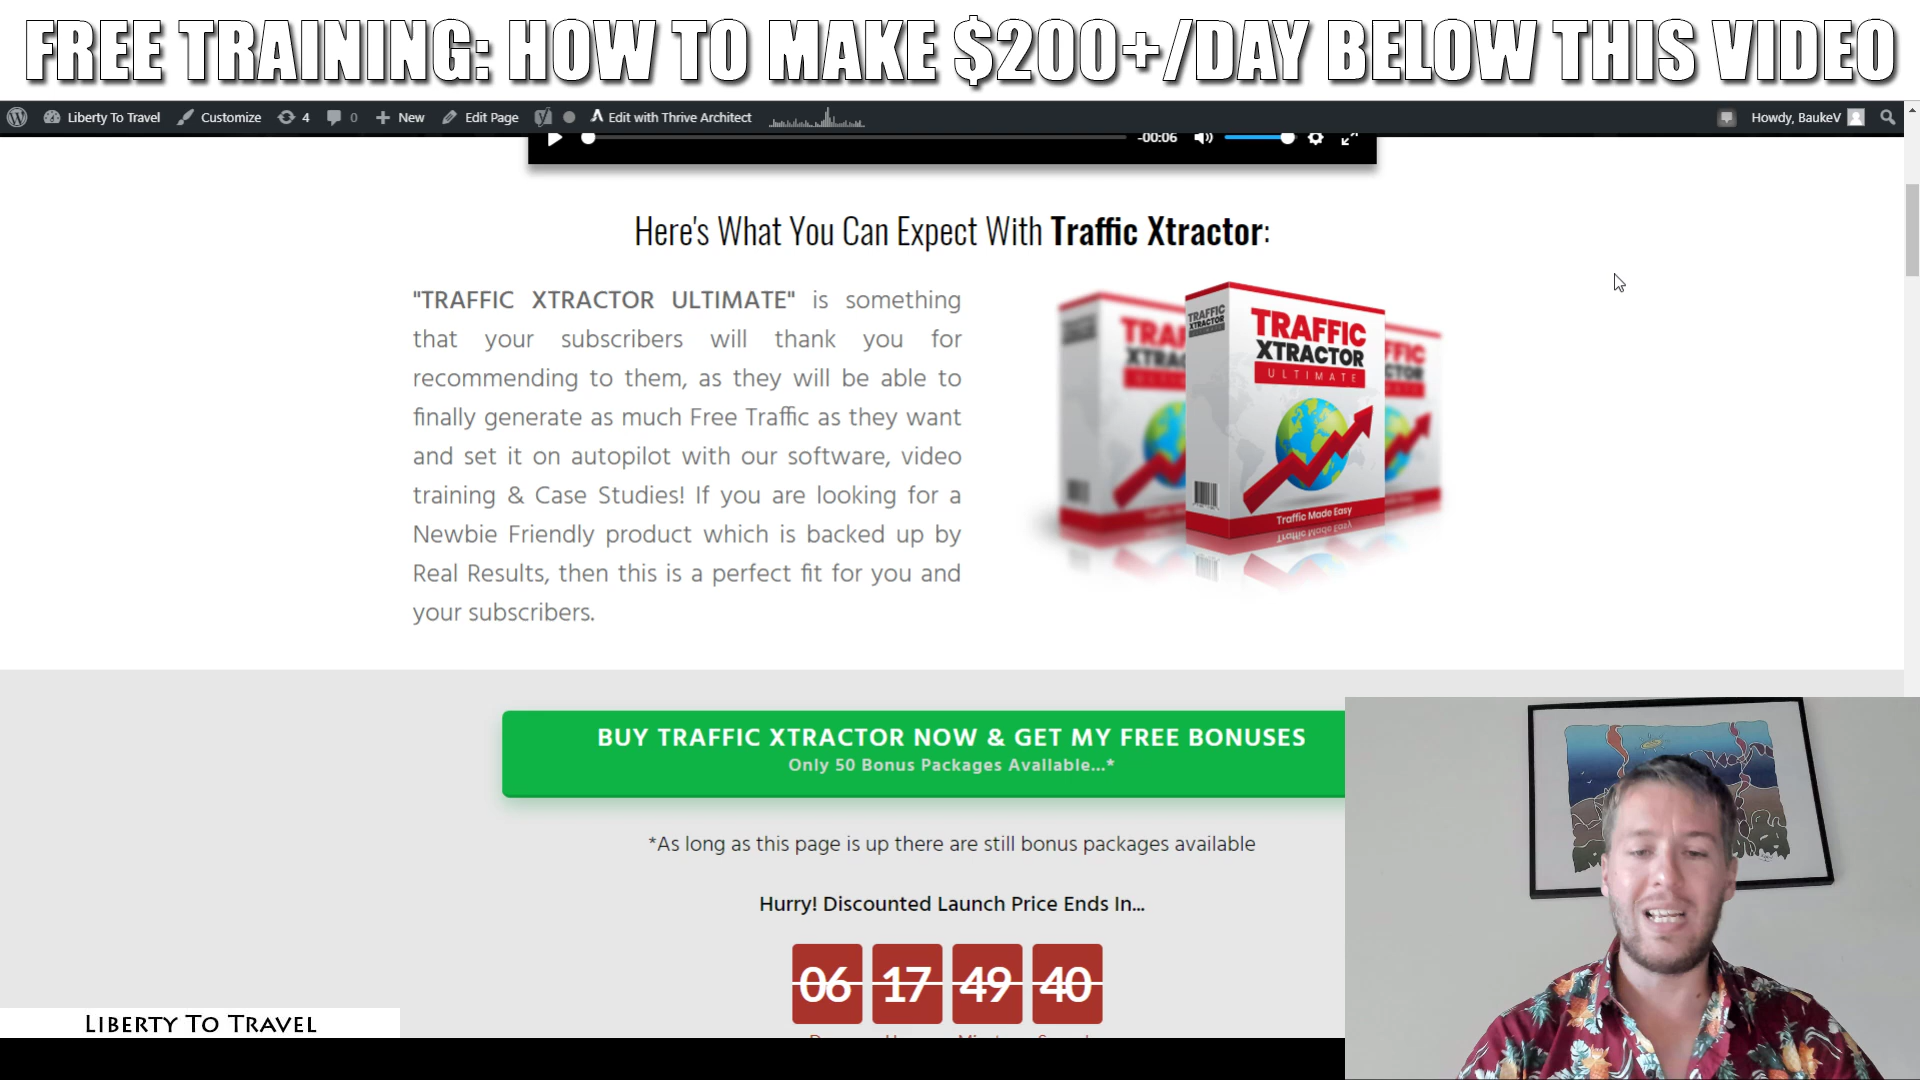 FREE TRAINING: HOW TO MAKE $200+/DAY BELOW THIS VIDEO
Liberty To Travel Customize 4 0 New Edit Page Edit with Thrive Architect Howdy, BaukeV
-00:06
Here's What You Can Expect With Traffic Xtractor:
"TRAFFIC XTRACTOR ULTIMATE" is something
that your subscribers will thank you for
recommending to them, as they will be able to
finally generate as much Free Traffic as they want
and set it on autopilot with our software, video
training & Case Studies! If you are looking for a
Newbie Friendly product which is backed up by
Real Results, then this is a perfect fit for you and
your subscribers.
TRAFFIC
XTRACTOR
ULTIMATE
TRAFFIC
XTRACTOR
ULTIMATE
Traffic Made Easy
BUY TRAFFIC XTRACTOR NOW & GET MY FREE BONUSES
Only 50 Bonus Packages Available...*
*As long as this page is up there are still bonus packages available
Hurry! Discounted Launch Price Ends In...
06 17 49 40
LIBERTY TO TRAVEL